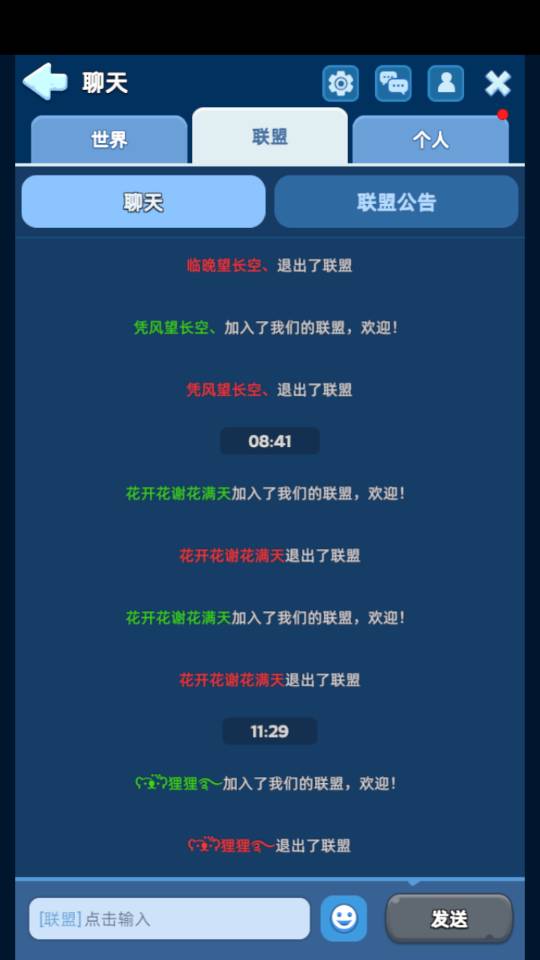 聊天
世界
联盟
个人
聊天
联盟公告
临晚望长空、退出了联盟
凭风望长空、加入了我们的联盟，欢迎！
凭风望长空、退出了联盟
08:41
花开花谢花满天加入了我们的联盟，欢迎！
花开花谢花满天退出了联盟
花开花谢花满天加入了我们的联盟，欢迎！
花开花谢花满天退出了联盟
11:29
狸狸࿐加入了我们的联盟，欢迎！
狸狸࿐退出了联盟
[联盟]点击输入
发送